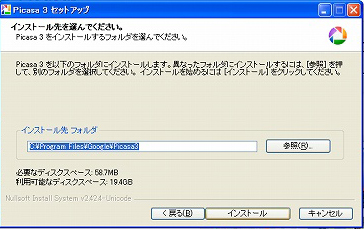 Picasa 3 セットアップ
インストール先を選んでください。
Picasa 3 をインストールするフォルダを選んでください。
Picasa 3 を以下のフォルダにインストールします。異なったフォルダにインストールするには、[参照] を押
して、別のフォルダを選択してください。インストールを始めるには [インストール] をクリックしてください。
インストール先 フォルダ
C:¥Program Files¥Google¥Picasa3
参照(R)...
必要なディスクスペース: 58.7MB
利用可能なディスクスペース: 19.4GB
Nullsoft Install System v2424-Unicode
< 戻る(B)
インストール
キャンセル